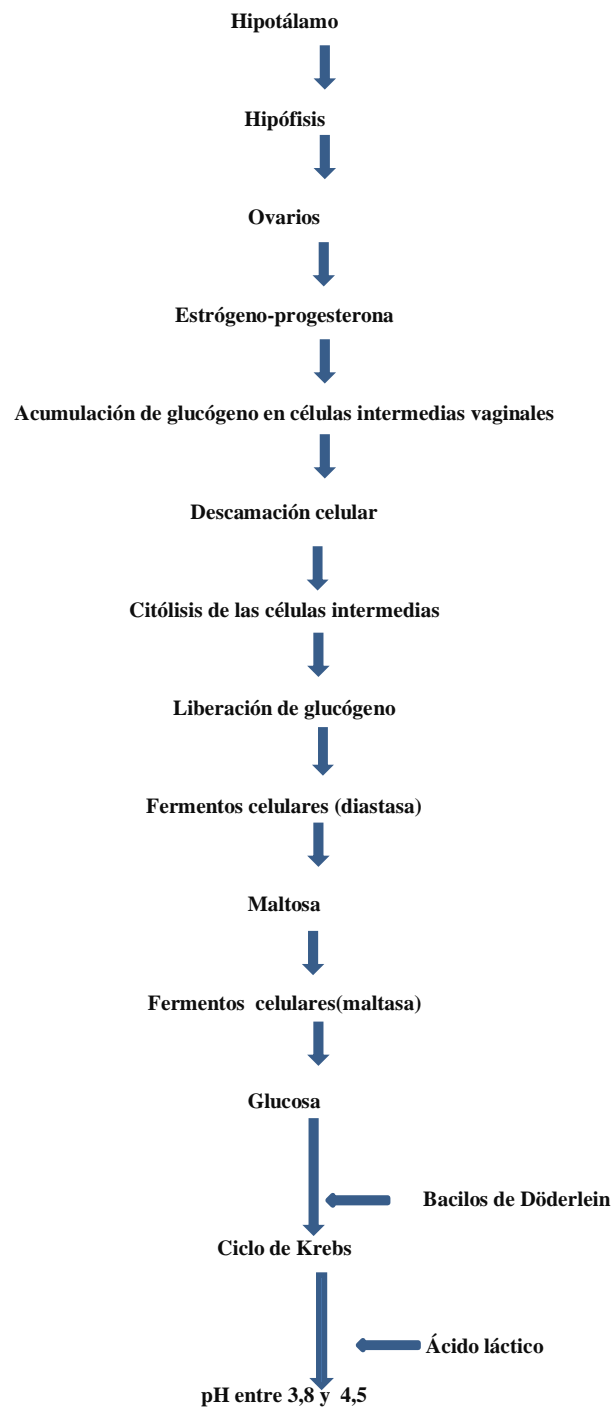 Hipotálamo
Hipófisis
Ovarios
Estrógeno-progesterona
Acumulación de glucógeno en células intermedias vaginales
Descamación celular
Citólisis de las células intermedias
Liberación de glucógeno
Fermentos celulares (diastasa)
Maltosa
Fermentos celulares(maltasa)
Glucosa
Bacilos de Döderlein
Ciclo de Krebs
Ácido láctico
pH entre 3,8 y 4,5